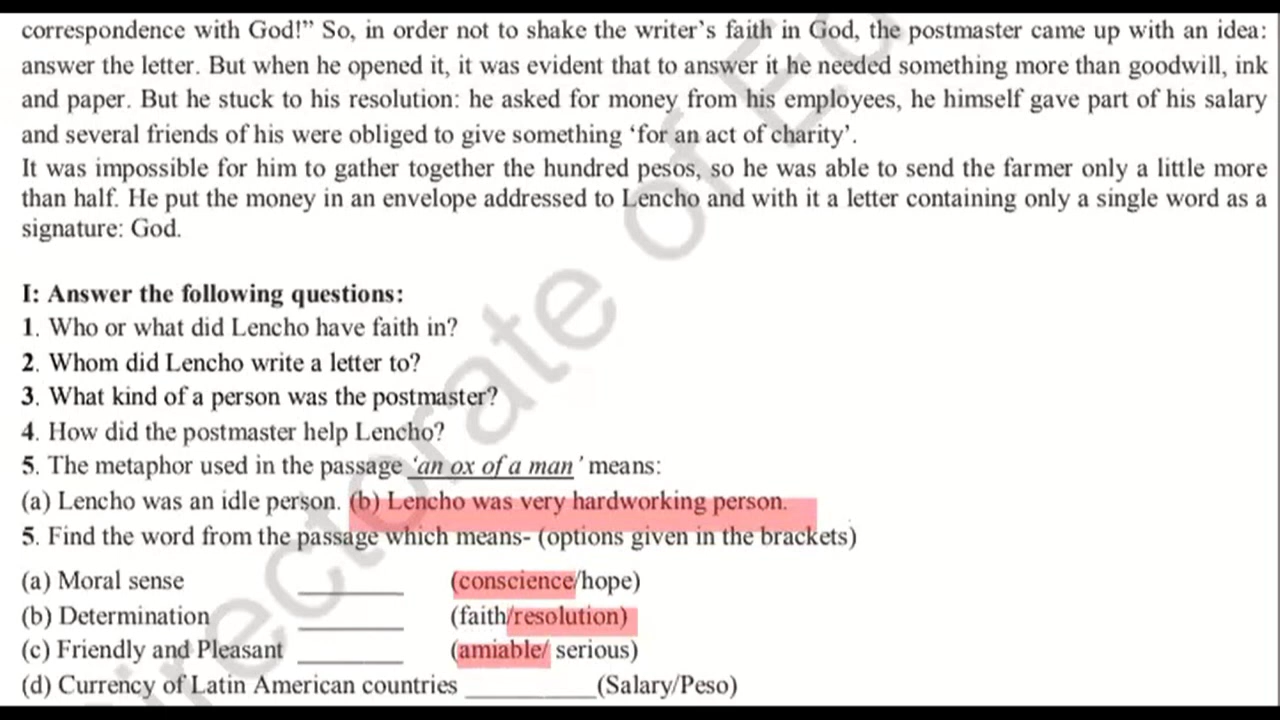 correspondence with God!” So, in order not to shake the writer’s faith in God, the postmaster came up with an idea:
answer the letter. But when he opened it, it was evident that to answer it he needed something more than goodwill, ink
and paper. But he stuck to his resolution: he asked for money from his employees, he himself gave part of his salary
and several friends of his were obliged to give something ‘for an act of charity’.
It was impossible for him to gather together the hundred pesos, so he was able to send the farmer only a little more
than half. He put the money in an envelope addressed to Lencho and with it a letter containing only a single word as a
signature: God.
I: Answer the following questions:
1. Who or what did Lencho have faith in?
2. Whom did Lencho write a letter to?
3. What kind of a person was the postmaster?
4. How did the postmaster help Lencho?
5. The metaphor used in the passage ‘an ox of a man’ means:
(a) Lencho was an idle person. (b) Lencho was very hardworking person.
5. Find the word from the passage which means- (options given in the brackets)
(a) Moral sense __________ (conscience/hope)
(b) Determination __________ (faith/resolution)
(c) Friendly and Pleasant __________ (amiable/ serious)
(d) Currency of Latin American countries ____________(Salary/Peso)
Directorate of Ed